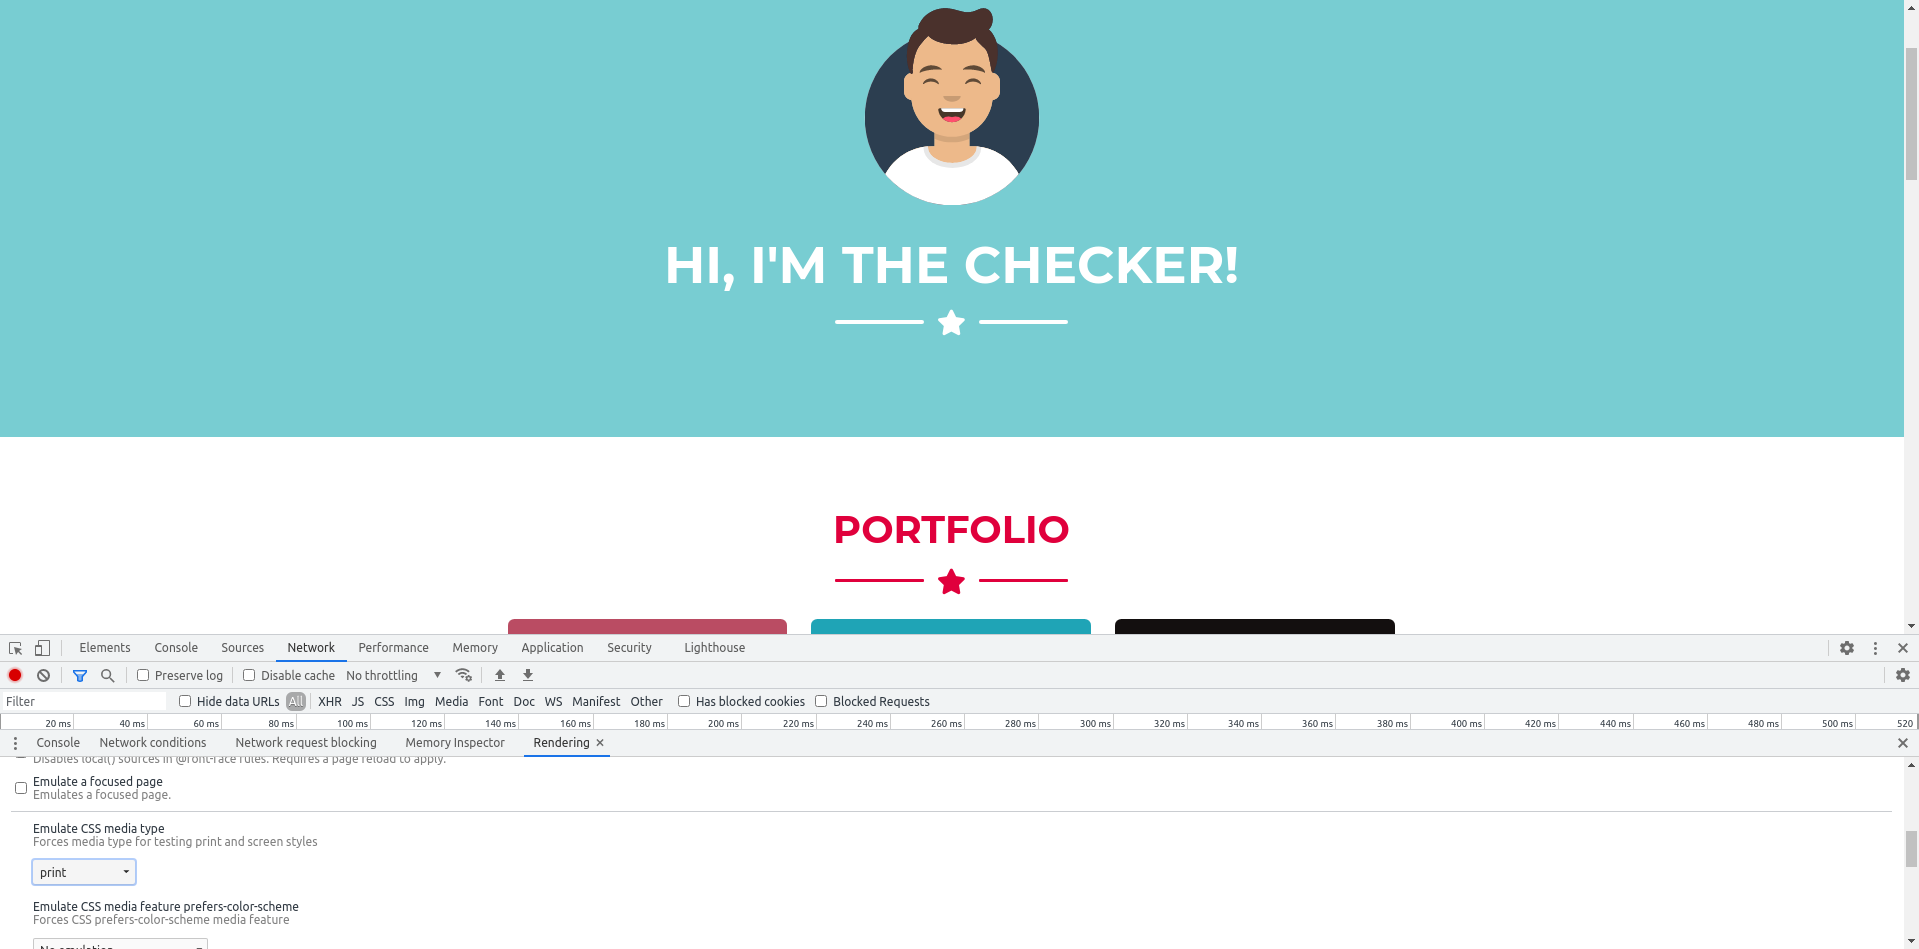 HI, I'M THE CHECKER!
PORTFOLIO
Elements Console Sources Network Performance Memory Application Security Lighthouse
Preserve log Disable cache No throttling
Filter Hide data URLs All XHR JS CSS Img Media Font Doc WS Manifest Other Has blocked cookies Blocked Requests
20 ms 40 ms 60 ms 80 ms 100 ms 120 ms 140 ms 160 ms 180 ms 200 ms 220 ms 240 ms 260 ms 280 ms 300 ms 320 ms 340 ms 360 ms 380 ms 400 ms 420 ms 440 ms 460 ms 480 ms 500 ms 520
Console Network conditions Network request blocking Memory Inspector Rendering
Disables local() sources in @font-face rules. Requires a page reload to apply.
Emulate a focused page
Emulates a focused page.
Emulate CSS media type
Forces media type for testing print and screen styles
print
Emulate CSS media feature prefers-color-scheme
Forces CSS prefers-color-scheme media feature
No emulation